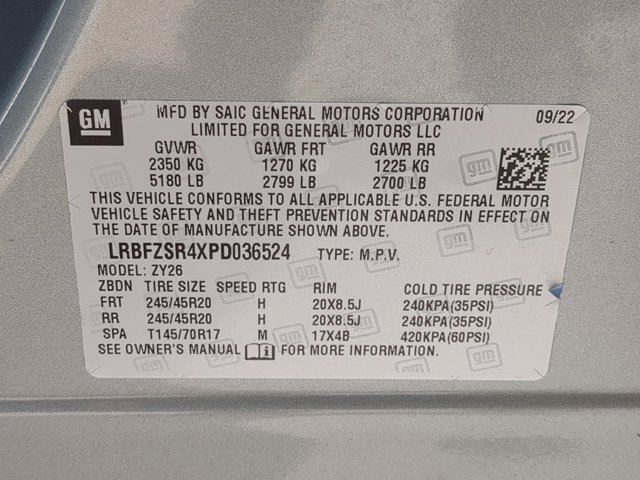 GM
MFD BY SAIC GENERAL MOTORS CORPORATION 09/22
LIMITED FOR GENERAL MOTORS LLC
GVWR GAWR FRT GAWR RR
2350 KG 1270 KG 1225 KG
5180 LB 2799 LB 2700 LB
THIS VEHICLE CONFORMS TO ALL APPLICABLE U.S. FEDERAL MOTOR
VEHICLE SAFETY AND THEFT PREVENTION STANDARDS IN EFFECT ON
THE DATE OF MANUFACTURE SHOWN ABOVE.
LRBFZSR4XPD036524 TYPE: M.P.V.
MODEL: ZY26
ZBDN TIRE SIZE SPEED RTG RIM COLD TIRE PRESSURE
FRT 245/45R20 H 20X8.5J 240KPA(35PSI)
RR 245/45R20 H 20X8.5J 240KPA(35PSI)
SPA T145/70R17 M 17X4B 420KPA(60PSI)
SEE OWNER'S MANUAL FOR MORE INFORMATION.